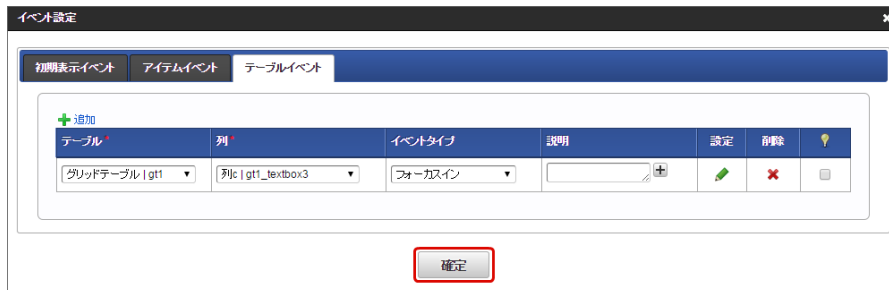 イベント設定
初期表示イベント アイテムイベント テーブルイベント
追加
テーブル* 列* イベントタイプ 説明 設定 削除
グリッドテーブル | gt1 列c | gt1_textbox3 フォーカスイン
確定